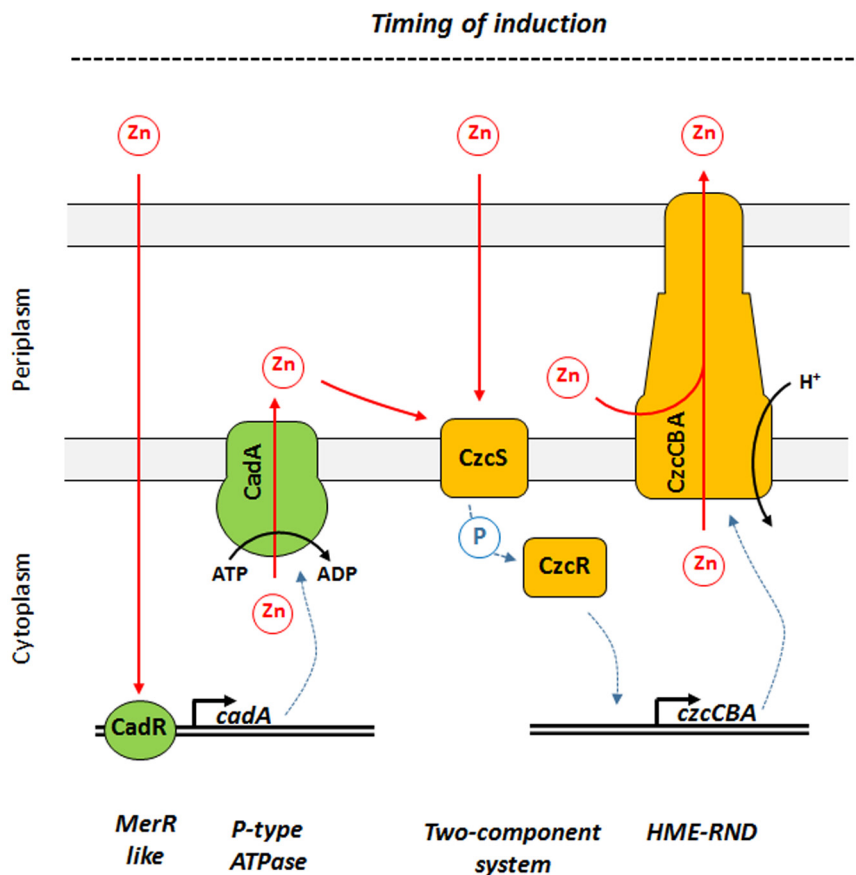 Timing of induction
Zn
Zn
Zn
Periplasm
Zn
Zn
H+
CadA
CzcS
CzcCBA
P
CzcR
ATP
ADP
Zn
Zn
Cytoplasm
CadR
cadA
czcCBA
MerR
like
P-type
ATPase
Two-component
system
HME-RND